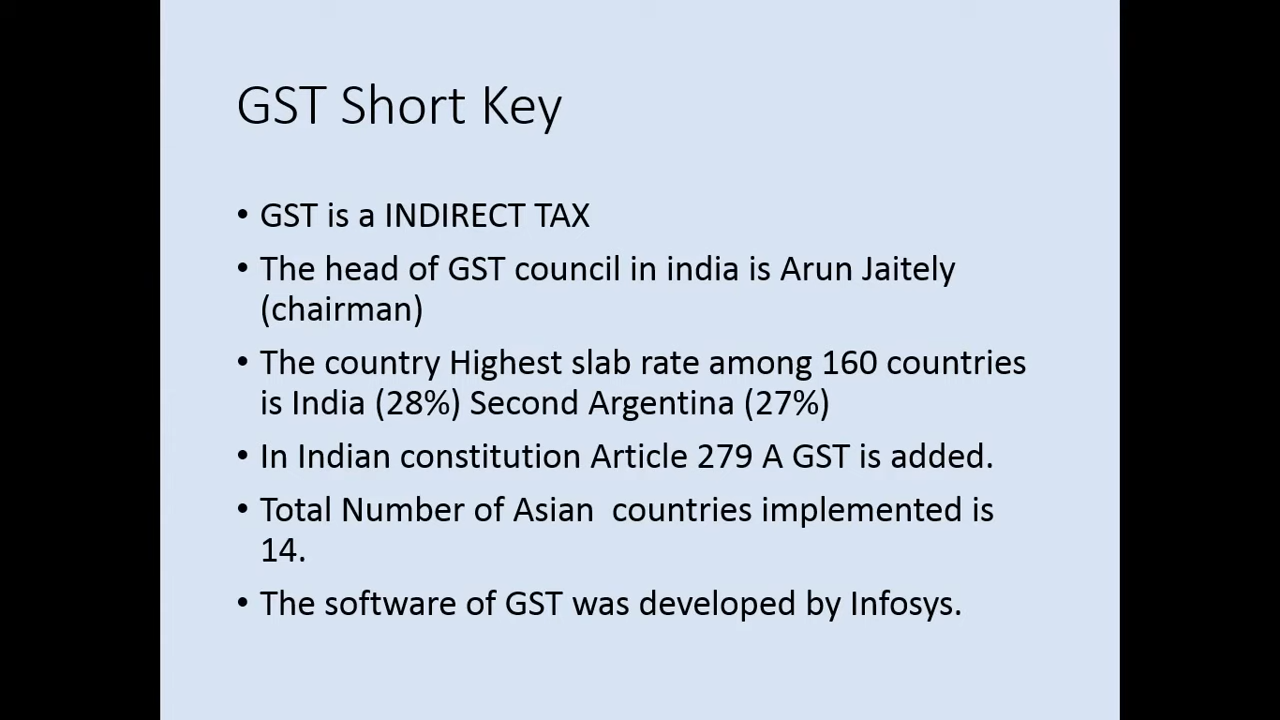 GST Short Key
• GST is a INDIRECT TAX
• The head of GST council in india is Arun Jaitely
(chairman)
• The country Highest slab rate among 160 countries
is India (28%) Second Argentina (27%)
• In Indian constitution Article 279 A GST is added.
• Total Number of Asian  countries implemented is
14.
• The software of GST was developed by Infosys.